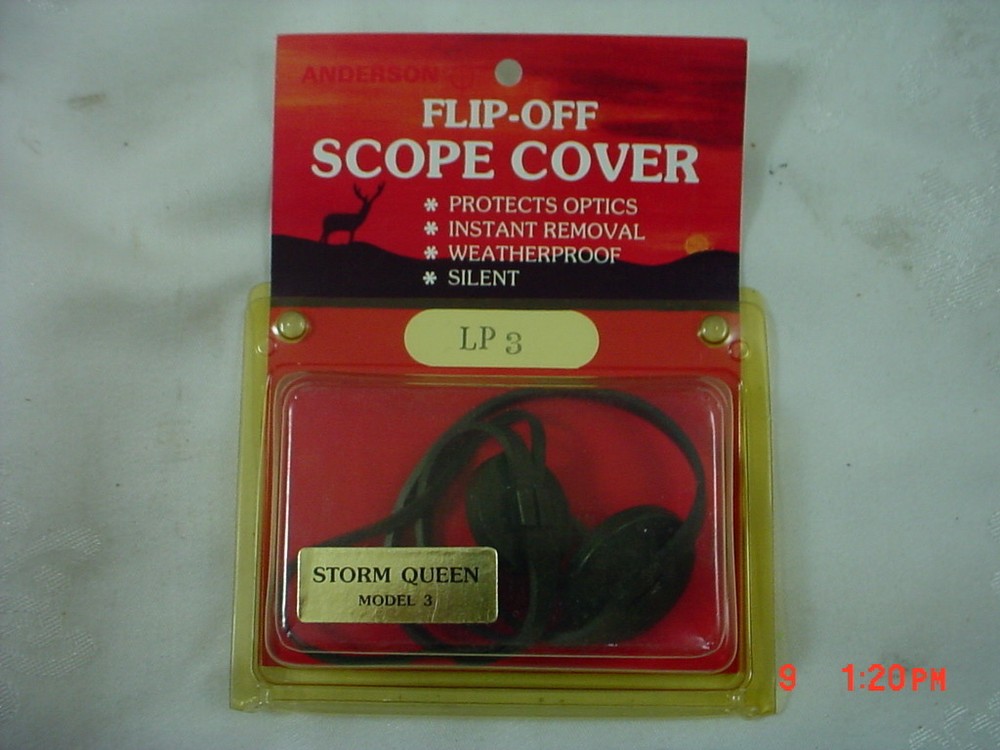 ANDERSON
FLIP-OFF
SCOPE COVER
* PROTECTS OPTICS
* INSTANT REMOVAL
* WEATHERPROOF
* SILENT
LP 3
STORM QUEEN
MODEL 3
9 1:20PM